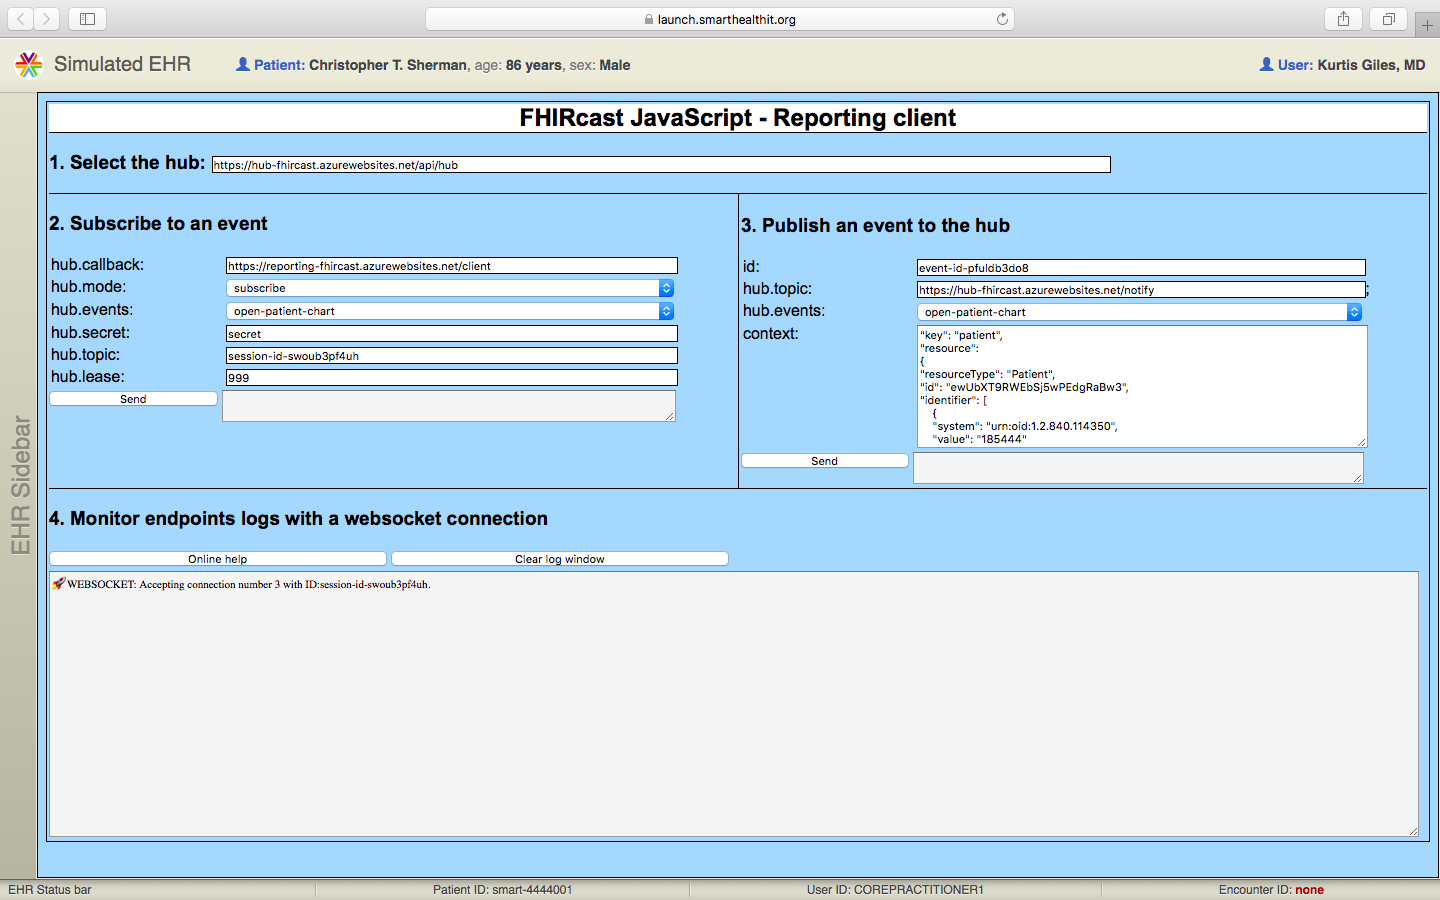 launch.smarthealthit.org
Simulated EHR
Patient: Christopher T. Sherman, age: 86 years, sex: Male
User: Kurtis Giles, MD
EHR Sidebar
FHIRcast JavaScript - Reporting client
1. Select the hub: https://hub-fhircast.azurewebsites.net/api/hub
2. Subscribe to an event
hub.callback: https://reporting-fhircast.azurewebsites.net/client
hub.mode: subscribe
hub.events: open-patient-chart
hub.secret: secret
hub.topic: session-id-swoub3pf4uh
hub.lease: 999
Send
3. Publish an event to the hub
id: event-id-pfuldb3do8
hub.topic: https://hub-fhircast.azurewebsites.net/notify ;
hub.events: open-patient-chart
context: "key": "patient",
"resource":
{
"resourceType": "Patient",
"id": "ewUbXT9RWEbSj5wPEdgRaBw3",
"identifier": [
{
"system": "urn:oid:1.2.840.114350",
"value": "185444"
Send
4. Monitor endpoints logs with a websocket connection
Online help
Clear log window
🚀WEBSOCKET: Accepting connection number 3 with ID:session-id-swoub3pf4uh.
EHR Status bar
Patient ID: smart-4444001
User ID: COREPRACTITIONER1
Encounter ID: none